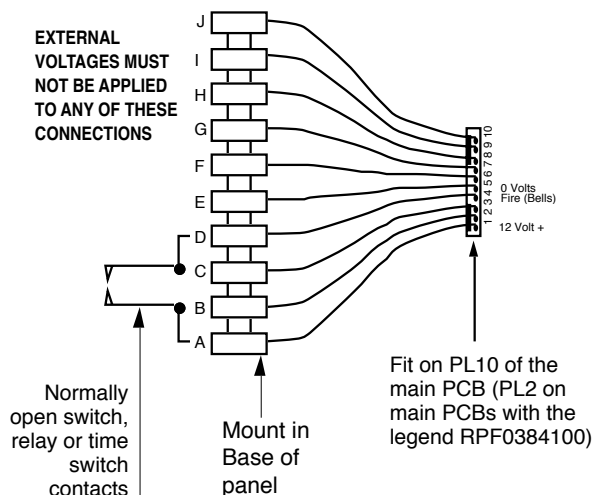 EXTERNAL
VOLTAGES MUST
NOT BE APPLIED
TO ANY OF THESE
CONNECTIONS
J
I
H
G
F
E
D
C
B
A
1 2 3 4 5 6 7 8 9 10
0 Volts
Fire (Bells)
12 Volt +
Normally
open switch,
relay or time
switch
contacts
Mount in
Base of
panel
Fit on PL10 of the
main PCB (PL2 on
main PCBs with the
legend RPF0384100)